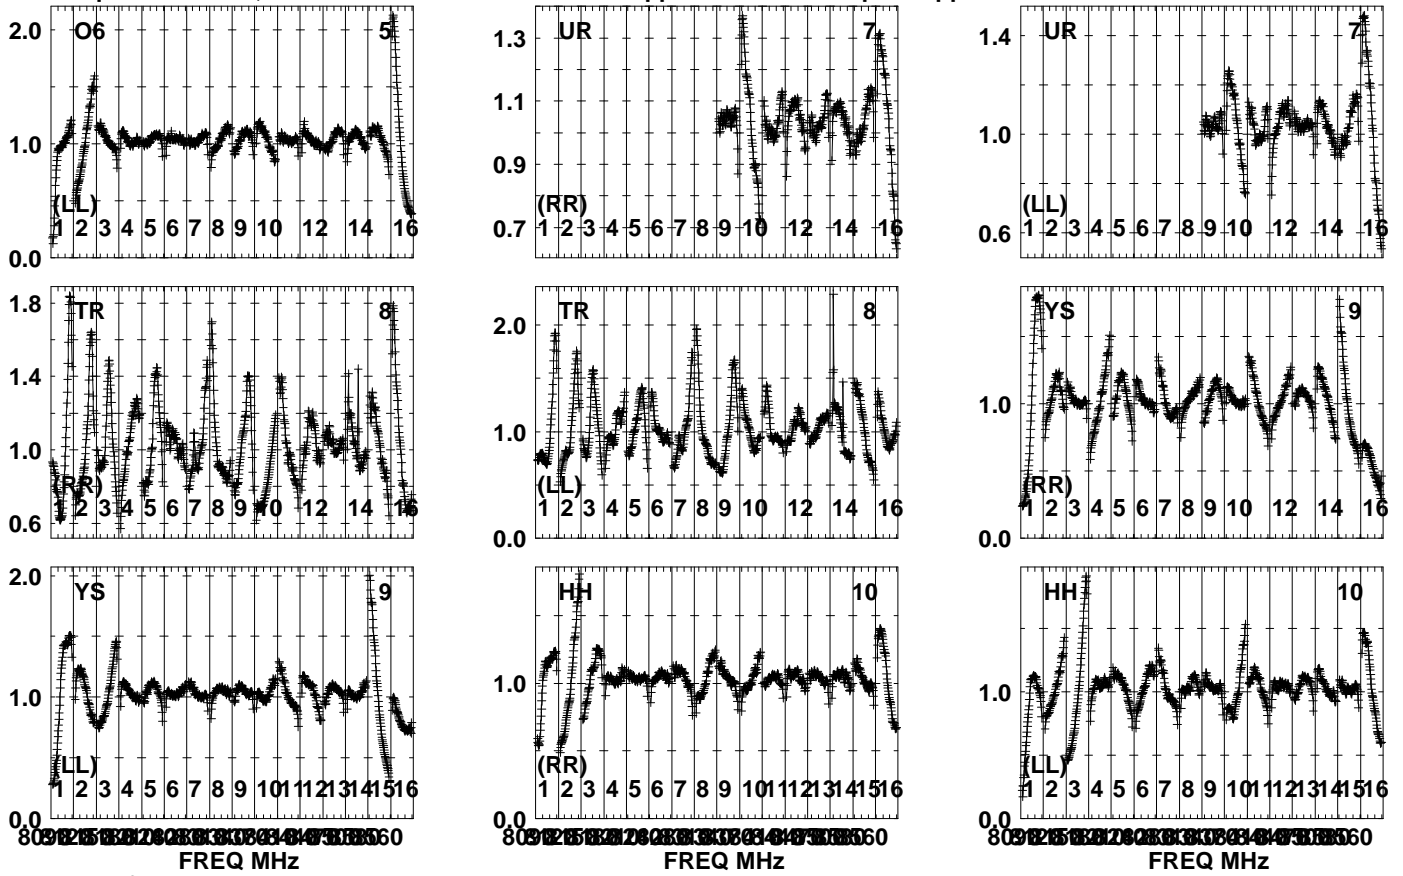 2.0 O6 5
1.0
(LL)
1 2 3 4 5 6 7 8 9 10 12 14 16
0.0
1.3 UR 7
1.1
0.9
(RR)
0.7 1 2 3 4 5 6 7 8 9 10 12 14 16
1.4 UR 7
1.0
(LL)
0.6 1 2 3 4 5 6 7 8 9 10 12 14 16
1.8 TR 8
1.4
1.0
(RR)
1 2 3 4 5 6 7 8 9 10 12 14 16
0.6
TR 8
2.0
1.0
(LL)
1 2 3 4 5 6 7 8 9 10 12 14 16
0.0
YS 9
1.0
(RR)
1 2 3 4 5 6 7 8 9 10 12 14 16
0.0
2.0 YS 9
1.0
(LL)
1 2 3 4 5 6 7 8 9 10 11 12 13 14 15 16
0.0
FREQ MHz
HH 10
1.0
(RR)
1 2 3 4 5 6 7 8 9 10 11 12 13 14 15 16
0.0
FREQ MHz
HH 10
1.0
(LL)
1 2 3 4 5 6 7 8 9 10 11 12 13 14 15 16
0.0
FREQ MHz